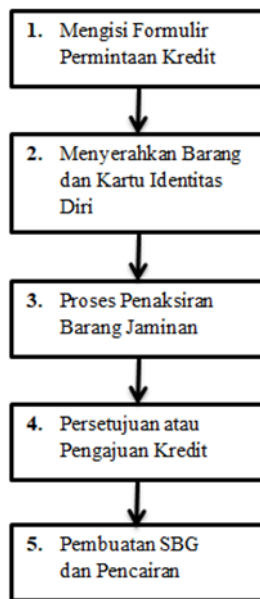 1. Mengisi Formulir
Permintaan Kredit
2. Menyerahkan Barang
dan Kartu Identitas
Diri
3. Proses Penaksiran
Barang Jaminan
4. Persetujuan atau
Pengajuan Kredit
5. Pembuatan SBG
dan Pencairan